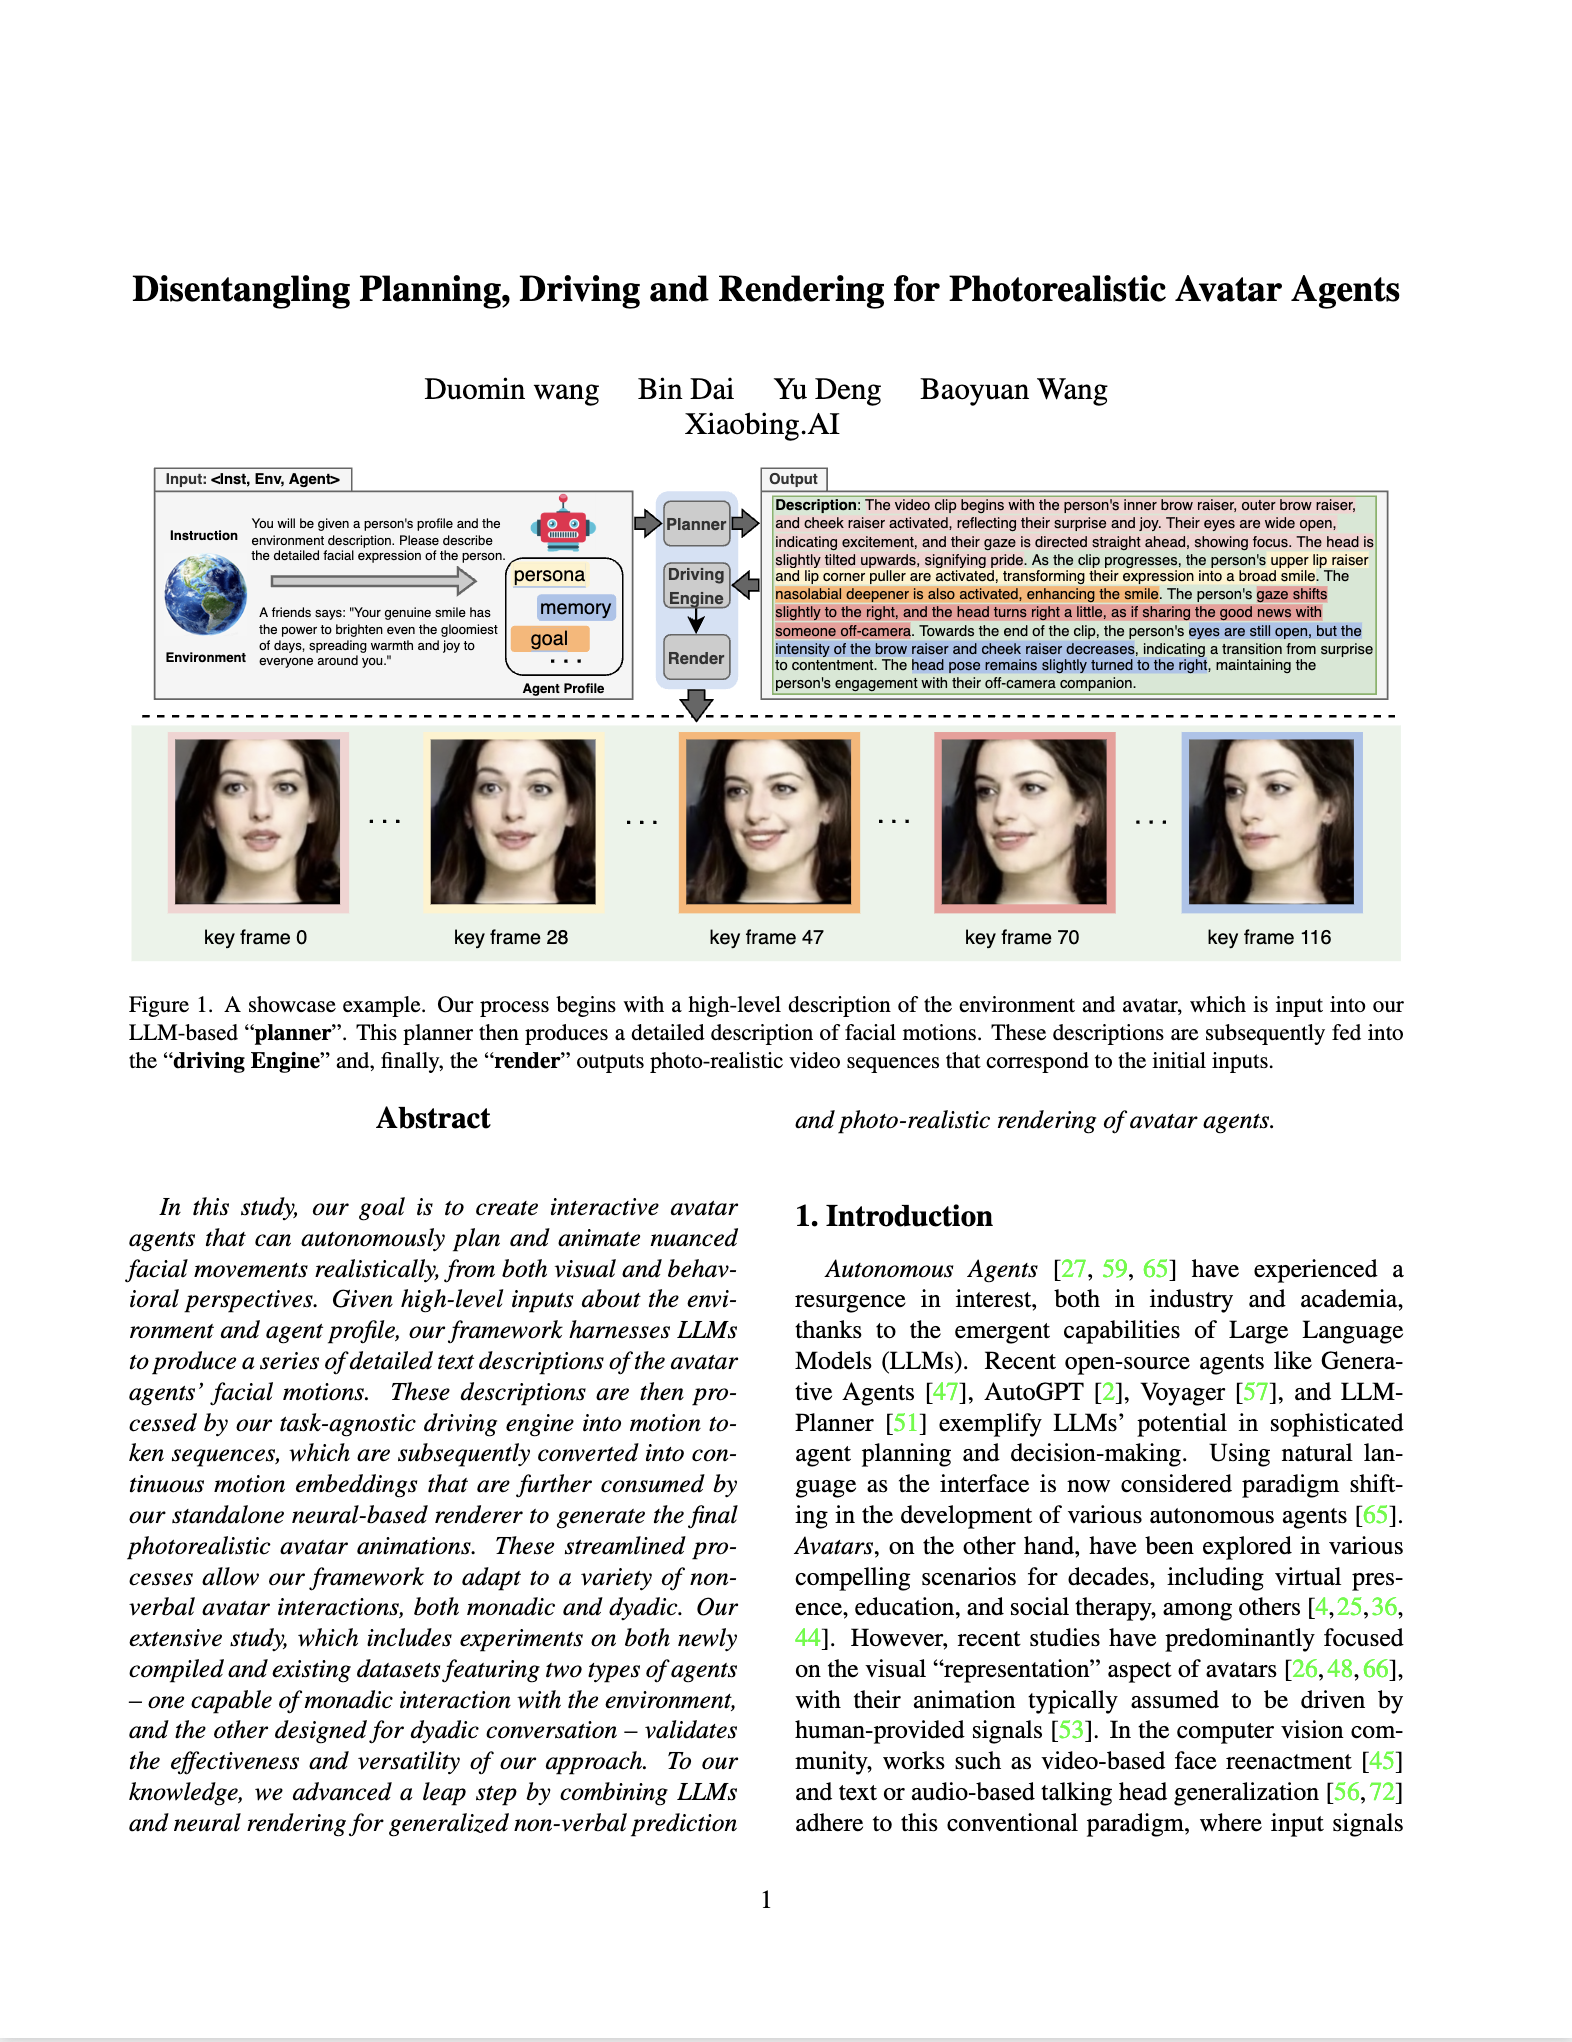 Disentangling Planning, Driving and Rendering for Photorealistic Avatar Agents
Duomin wang Bin Dai Yu Deng Baoyuan Wang
Xiaobing.AI
Input: <Inst, Env, Agent>
Instruction
You will be given a person's profile and the
environment description. Please describe
the detailed facial expression of the person.
A friends says: "Your genuine smile has
the power to brighten even the gloomiest
of days, spreading warmth and joy to
everyone around you."
Environment
persona
memory
goal
. . .
Agent Profile
Planner
Driving
Engine
Render
Output
Description: The video clip begins with the person's inner brow raiser, outer brow raiser,
and cheek raiser activated, reflecting their surprise and joy. Their eyes are wide open,
indicating excitement, and their gaze is directed straight ahead, showing focus. The head is
slightly tilted upwards, signifying pride. As the clip progresses, the person's upper lip raiser
and lip corner puller are activated, transforming their expression into a broad smile. The
nasolabial deepener is also activated, enhancing the smile. The person's gaze shifts
slightly to the right, and the head turns right a little, as if sharing the good news with
someone off-camera. Towards the end of the clip, the person's eyes are still open, but the
intensity of the brow raiser and cheek raiser decreases, indicating a transition from surprise
to contentment. The head pose remains slightly turned to the right, maintaining the
person's engagement with their off-camera companion.
. . . . . . . . . . . .
key frame 0 key frame 28 key frame 47 key frame 70 key frame 116
Figure 1. A showcase example. Our process begins with a high-level description of the environment and avatar, which is input into our
LLM-based “planner”. This planner then produces a detailed description of facial motions. These descriptions are subsequently fed into
the “driving Engine” and, finally, the “render” outputs photo-realistic video sequences that correspond to the initial inputs.
Abstract
In this study, our goal is to create interactive avatar
agents that can autonomously plan and animate nuanced
facial movements realistically, from both visual and behav-
ioral perspectives. Given high-level inputs about the envi-
ronment and agent profile, our framework harnesses LLMs
to produce a series of detailed text descriptions of the avatar
agents’ facial motions. These descriptions are then pro-
cessed by our task-agnostic driving engine into motion to-
ken sequences, which are subsequently converted into con-
tinuous motion embeddings that are further consumed by
our standalone neural-based renderer to generate the final
photorealistic avatar animations. These streamlined pro-
cesses allow our framework to adapt to a variety of non-
verbal avatar interactions, both monadic and dyadic. Our
extensive study, which includes experiments on both newly
compiled and existing datasets featuring two types of agents
– one capable of monadic interaction with the environment,
and the other designed for dyadic conversation – validates
the effectiveness and versatility of our approach. To our
knowledge, we advanced a leap step by combining LLMs
and neural rendering for generalized non-verbal prediction
and photo-realistic rendering of avatar agents.
1. Introduction
Autonomous Agents [27, 59, 65] have experienced a
resurgence in interest, both in industry and academia,
thanks to the emergent capabilities of Large Language
Models (LLMs). Recent open-source agents like Genera-
tive Agents [47], AutoGPT [2], Voyager [57], and LLM-
Planner [51] exemplify LLMs’ potential in sophisticated
agent planning and decision-making. Using natural lan-
guage as the interface is now considered paradigm shift-
ing in the development of various autonomous agents [65].
Avatars, on the other hand, have been explored in various
compelling scenarios for decades, including virtual pres-
ence, education, and social therapy, among others [4,25,36,
44]. However, recent studies have predominantly focused
on the visual “representation” aspect of avatars [26,48,66],
with their animation typically assumed to be driven by
human-provided signals [53]. In the computer vision com-
munity, works such as video-based face reenactment [45]
and text or audio-based talking head generalization [56,72]
adhere to this conventional paradigm, where input signals
1